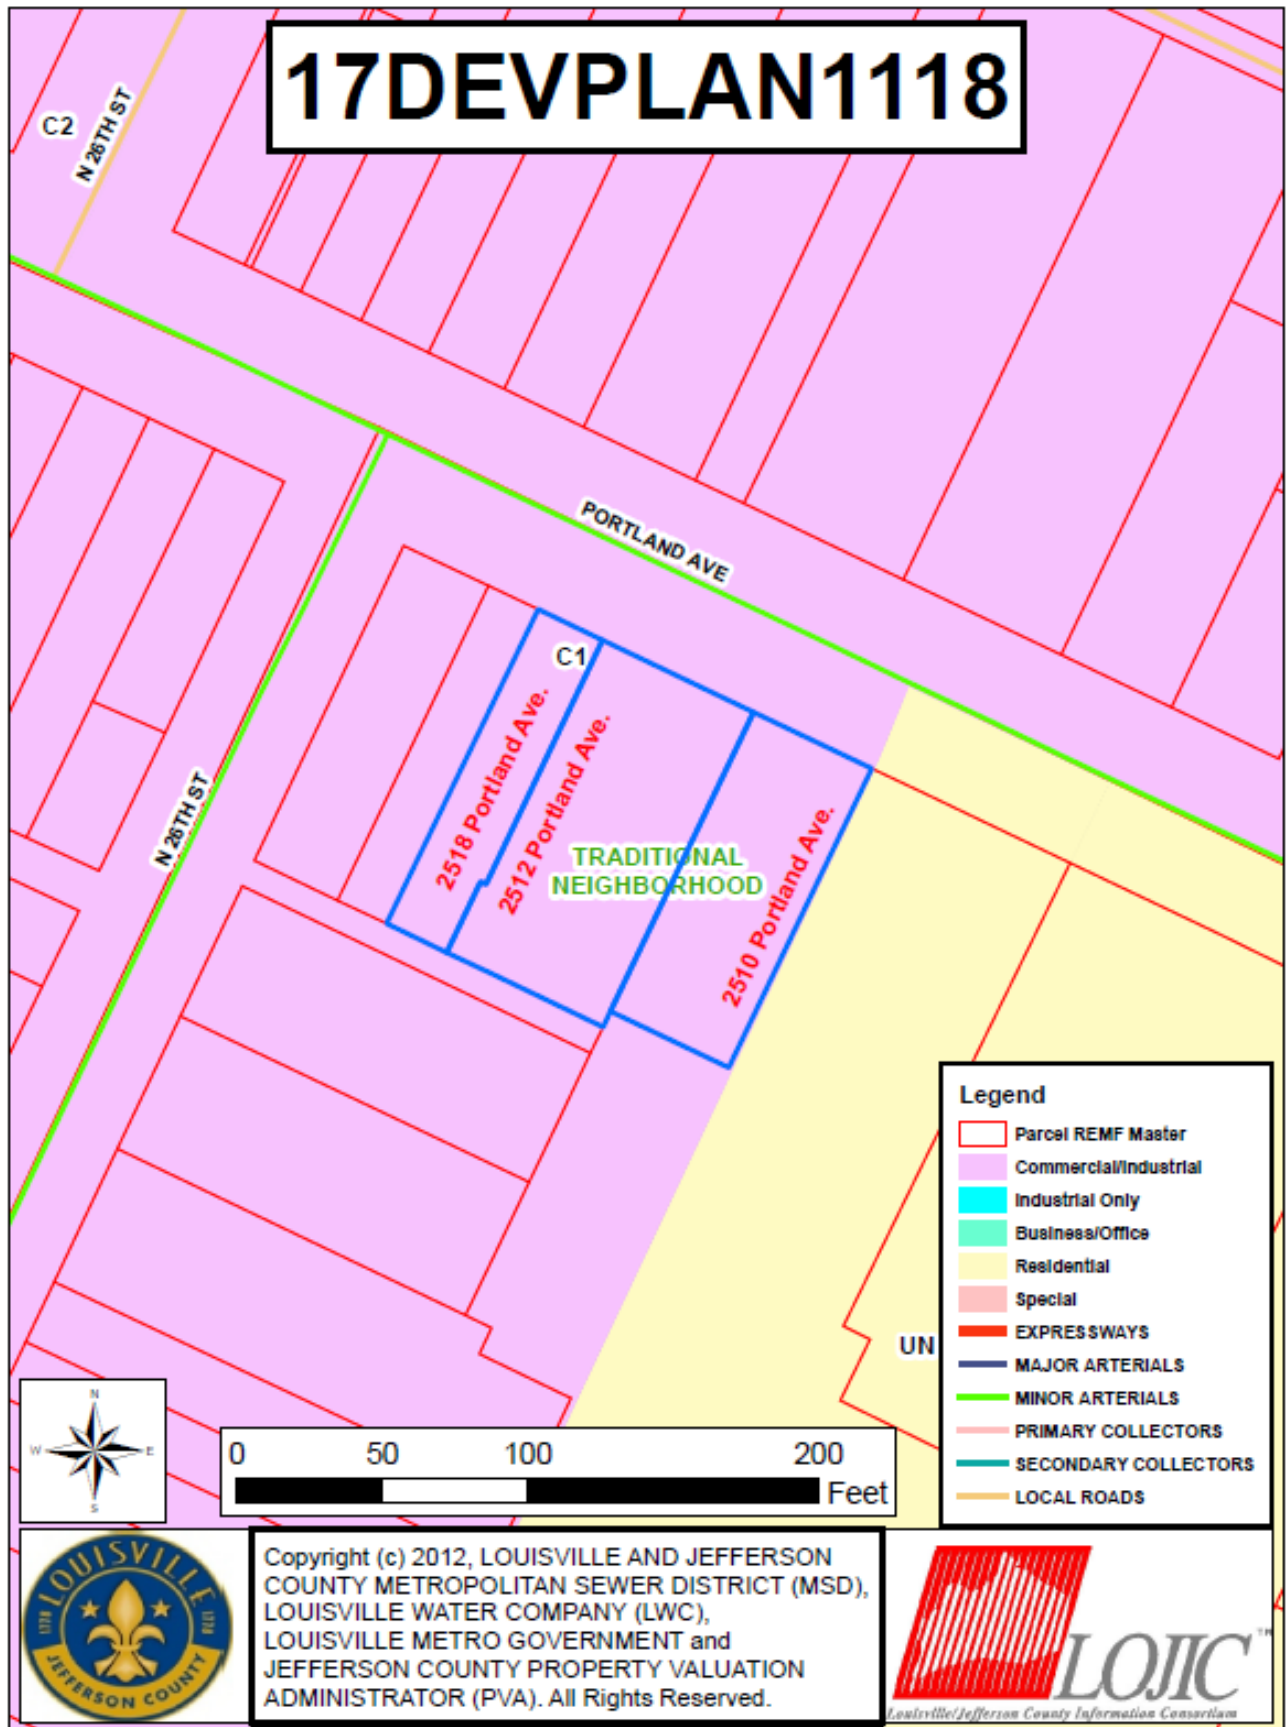 17DEVPLAN1118
C2
N 26TH ST
PORTLAND AVE
C1
2518 Portland Ave.
2512 Portland Ave.
TRADITIONAL
NEIGHBORHOOD
2510 Portland Ave.
N 26TH ST
UN
Legend
Parcel REMF Master
Commercial/Industrial
Industrial Only
Business/Office
Residential
Special
EXPRESSWAYS
MAJOR ARTERIALS
MINOR ARTERIALS
PRIMARY COLLECTORS
SECONDARY COLLECTORS
LOCAL ROADS
N
W E
S
0 50 100 200
Feet
LOUISVILLE
1778 1778
JEFFERSON COUNTY
Copyright (c) 2012, LOUISVILLE AND JEFFERSON
COUNTY METROPOLITAN SEWER DISTRICT (MSD),
LOUISVILLE WATER COMPANY (LWC),
LOUISVILLE METRO GOVERNMENT and
JEFFERSON COUNTY PROPERTY VALUATION
ADMINISTRATOR (PVA). All Rights Reserved.
LOJIC ™
Louisville/Jefferson County Information Consortium